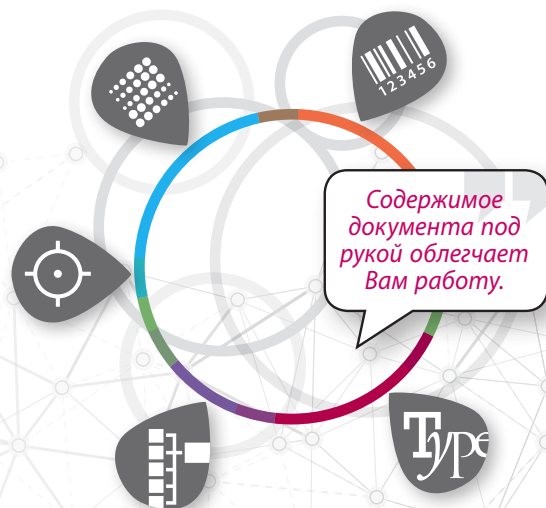 123456
Содержимое
документа под
рукой облегчает
Вам работу.
Type